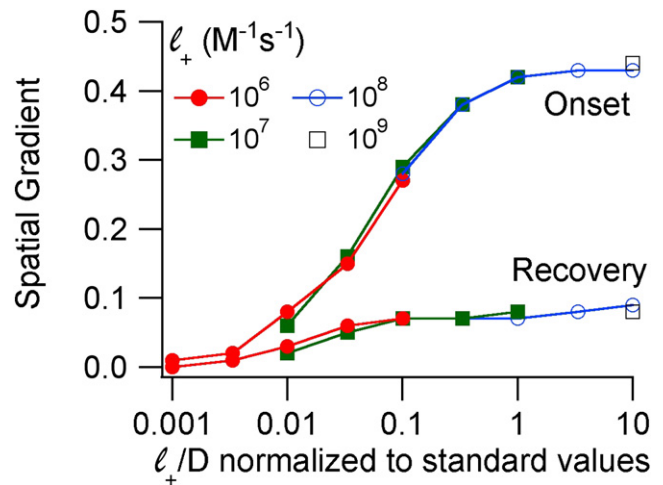 0.5
0.4
0.3
0.2
0.1
0.0
Spatial Gradient
ℓ₊ (M⁻¹s⁻¹)
10⁶ 10⁸
10⁷ 10⁹
Onset
Recovery
0.001 0.01 0.1 1 10
ℓ₊/D normalized to standard values